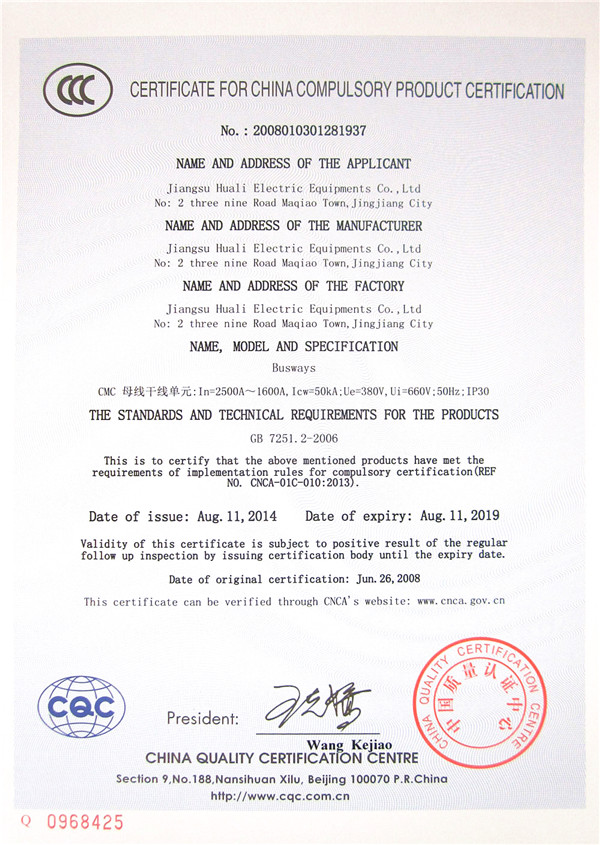 CCC
CERTIFICATE FOR CHINA COMPULSORY PRODUCT CERTIFICATION
No.: 2008010301281937
NAME AND ADDRESS OF THE APPLICANT
Jiangsu Huali Electric Equipments Co.,Ltd
No: 2 three nine Road Maqiao Town,Jingjiang City
NAME AND ADDRESS OF THE MANUFACTURER
Jiangsu Huali Electric Equipments Co.,Ltd
No: 2 three nine Road Maqiao Town,Jingjiang City
NAME AND ADDRESS OF THE FACTORY
Jiangsu Huali Electric Equipments Co.,Ltd
No: 2 three nine Road Maqiao Town,Jingjiang City
NAME, MODEL AND SPECIFICATION
Busways
CMC 母线干线单元:In=2500A～1600A,Icw=50kA;Ue=380V,Ui=660V;50Hz;IP30
THE STANDARDS AND TECHNICAL REQUIREMENTS FOR THE PRODUCTS
GB 7251.2-2006
This is to certify that the above mentioned products have met the
requirements of implementation rules for compulsory certification(REF
NO. CNCA-01C-010:2013).
Date of issue: Aug.11,2014 Date of expiry: Aug.11,2019
Validity of this certificate is subject to positive result of the regular
follow up inspection by issuing certification body until the expiry date.
Date of original certification: Jun.26,2008
This certificate can be verified through CNCA's website: www.cnca.gov.cn
CQC
President:
Wang Kejiao
CHINA QUALITY CERTIFICATION CENTRE
中国质量认证中心
CHINA QUALITY CERTIFICATION CENTRE
Section 9,No.188,Nansihuan Xilu, Beijing 100070 P.R.China
http://www.cqc.com.cn
Q 0968425